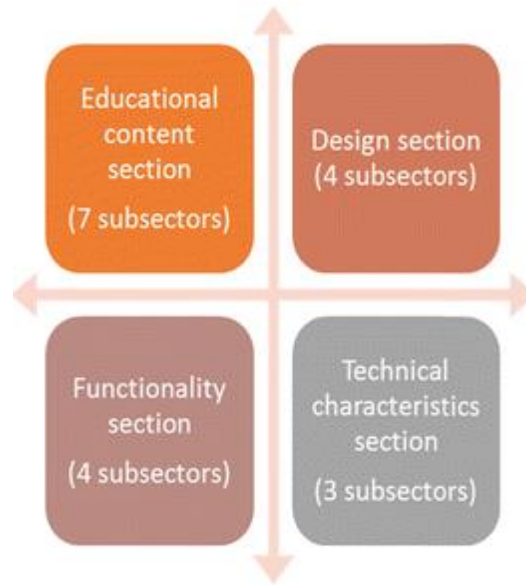 Educational
content
section
(7 subsectors)
Design section
(4 subsectors)
Functionality
section
(4 subsectors)
Technical
characteristics
section
(3 subsectors)